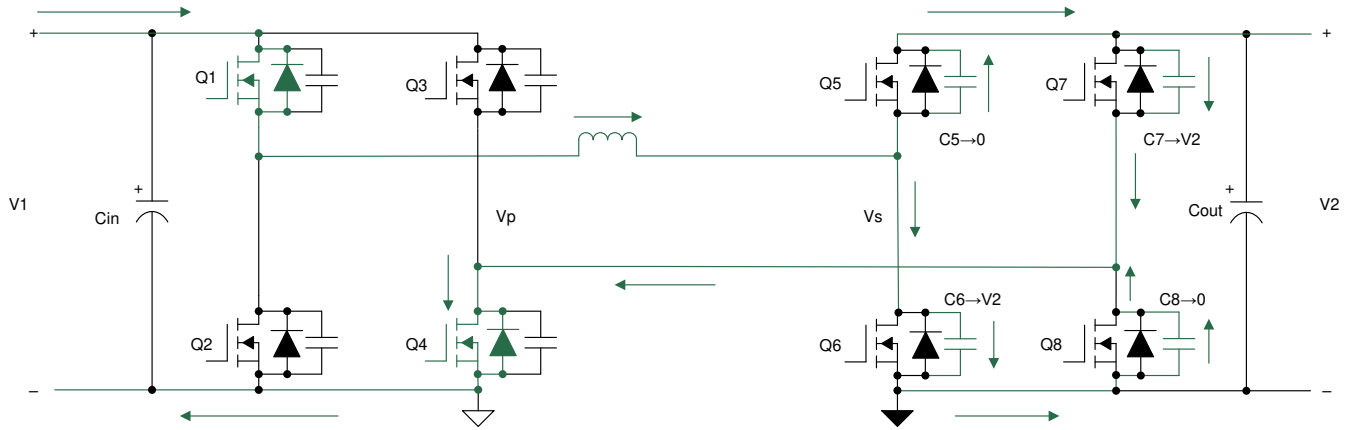 +
+
Q1
Q3
Q5
Q7
C5→0
C7→V2
+
+
V1
Cin
Vp
Vs
Cout
V2
C6→V2
C8→0
Q2
Q4
Q6
Q8
–
–